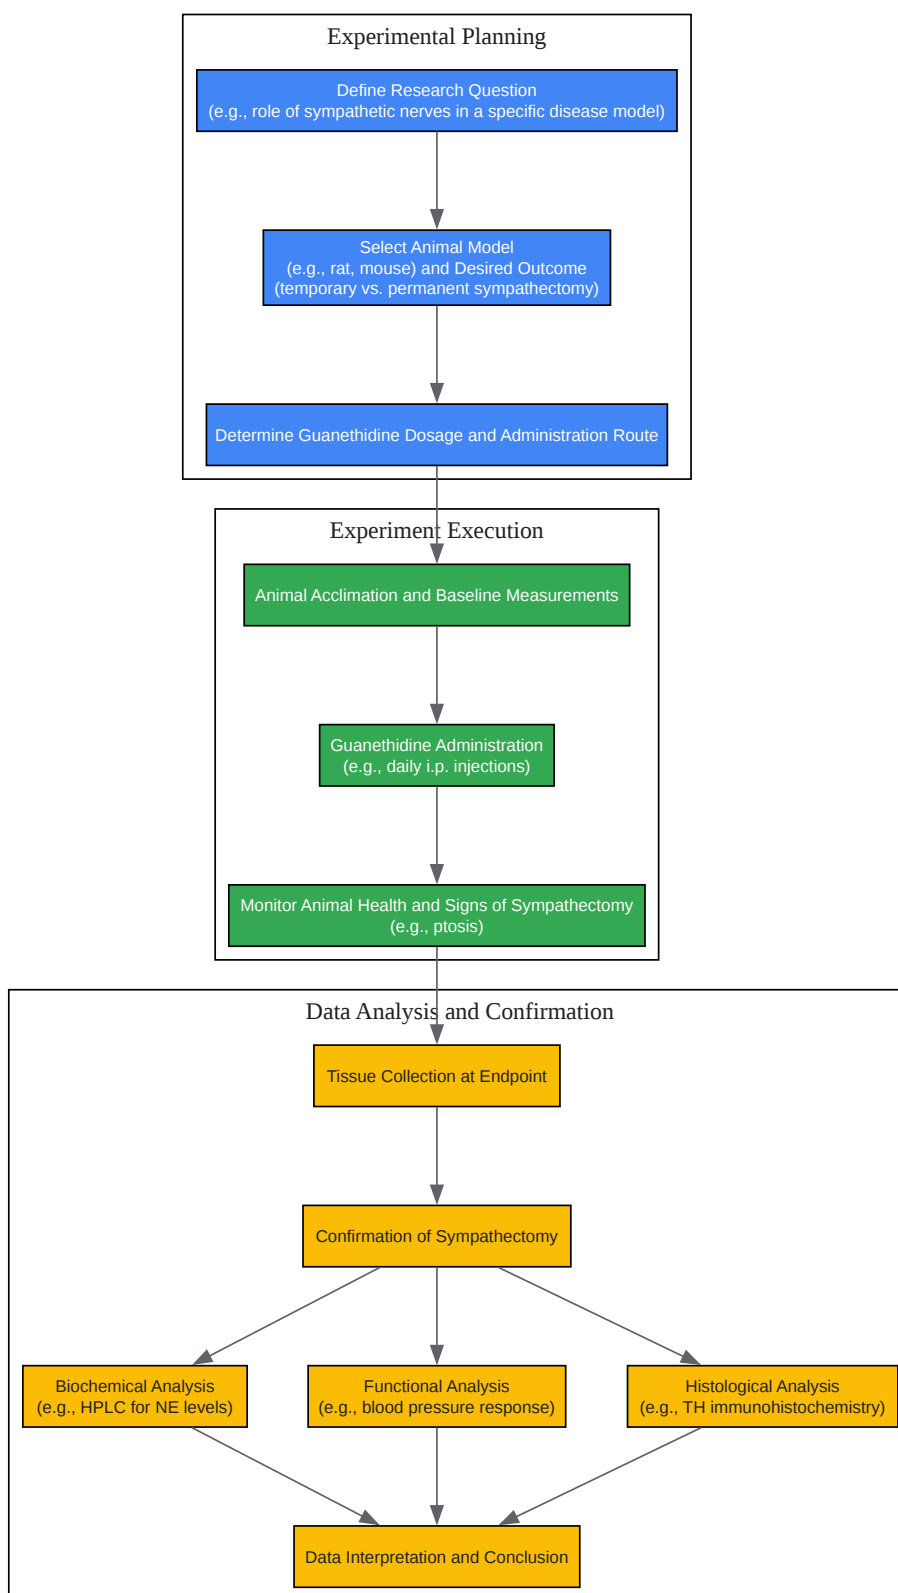 Experimental Planning
Define Research Question
(e.g., role of sympathetic nerves in a specific disease model)
Select Animal Model
(e.g., rat, mouse) and Desired Outcome
(temporary vs. permanent sympathectomy)
Determine Guanethidine Dosage and Administration Route
Experiment Execution
Animal Acclimation and Baseline Measurements
Guanethidine Administration
(e.g., daily i.p. injections)
Monitor Animal Health and Signs of Sympathectomy
(e.g., ptosis)
Data Analysis and Confirmation
Tissue Collection at Endpoint
Confirmation of Sympathectomy
Biochemical Analysis
(e.g., HPLC for NE levels)
Functional Analysis
(e.g., blood pressure response)
Histological Analysis
(e.g., TH immunohistochemistry)
Data Interpretation and Conclusion